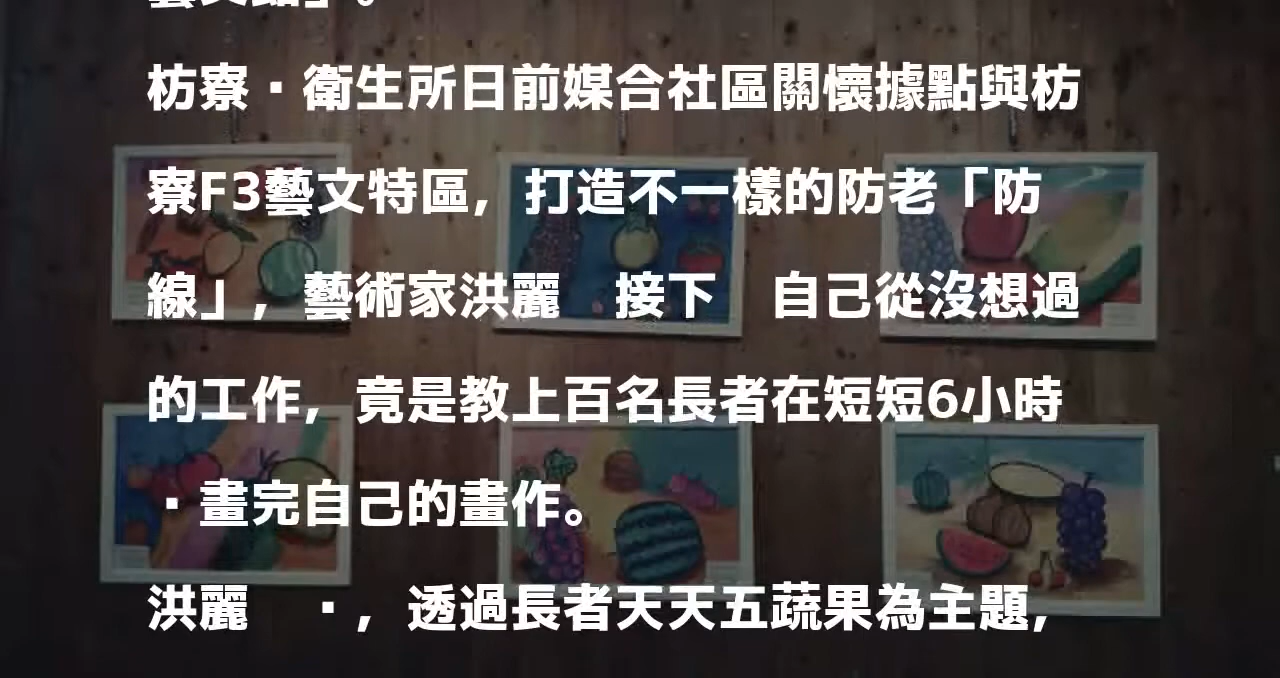 枋寮·衛生所日前媒合社區關懷據點與枋
寮F3藝文特區，打造不一樣的防老「防
線」，藝術家洪麗　接下　自己從沒想過
的工作，竟是教上百名長者在短短6小時
·畫完自己的畫作。
洪麗　·，透過長者天天五蔬果為主題，